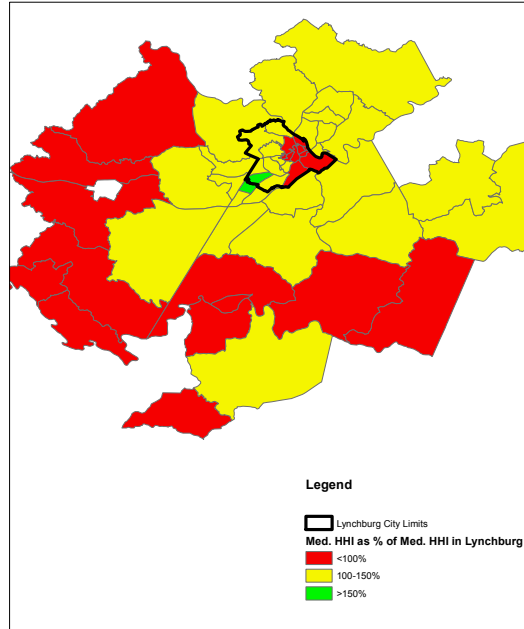 Legend
Lynchburg City Limits
Med. HHI as % of Med. HHI in Lynchburg
<100%
100-150%
>150%